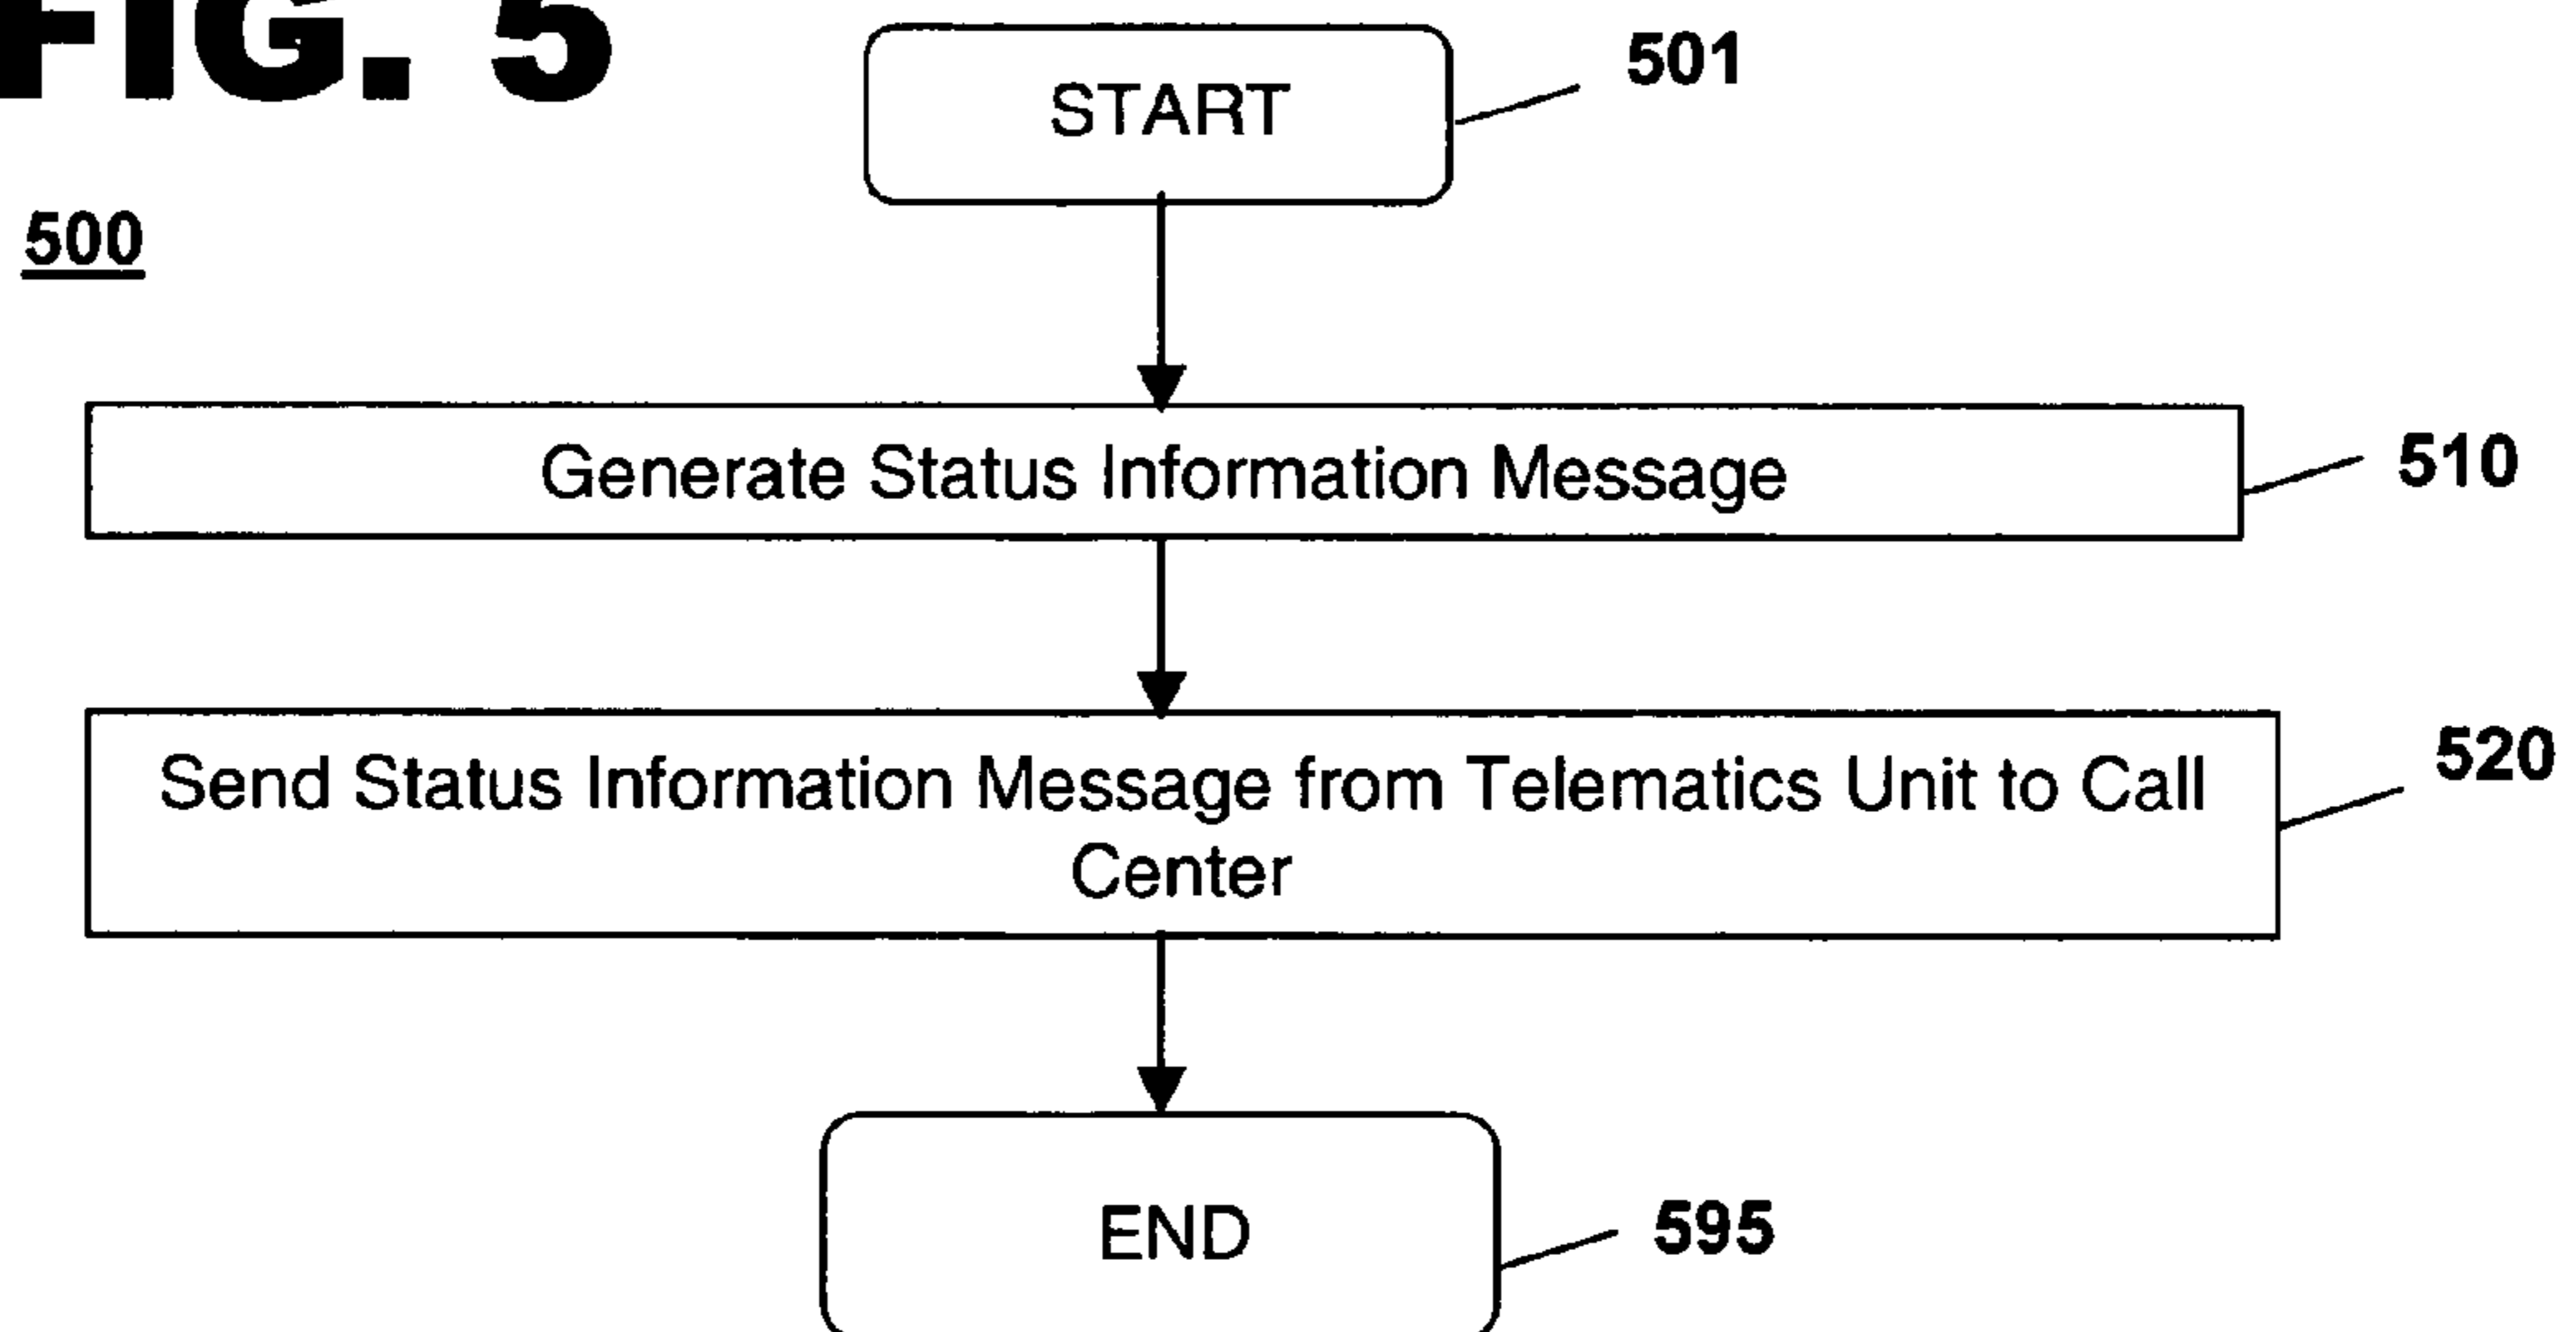 FIG. 5
START
501
500
Generate Status Information Message
510
Send Status Information Message from Telematics Unit to Call
Center
520
END
595